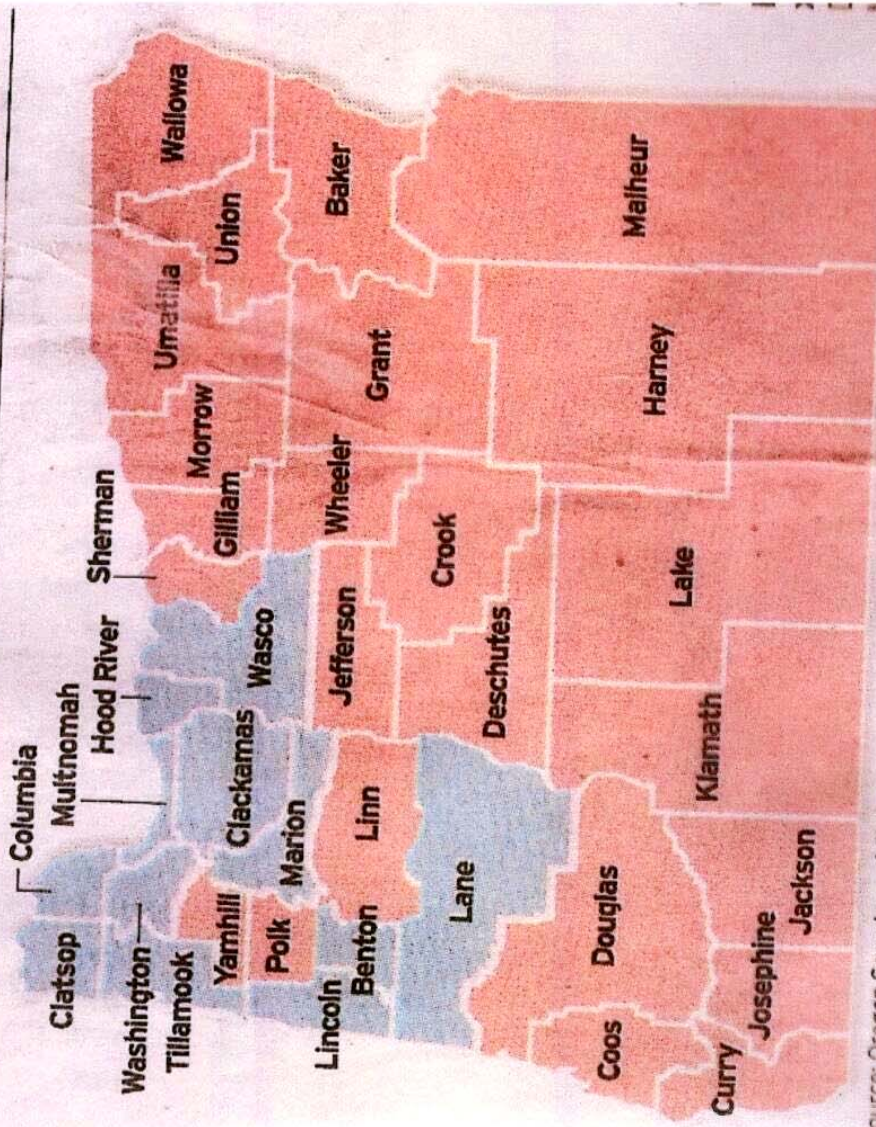 Columbia
Multnomah
Hood River
Sherman
Clatsop
Washington
Tillamook
Yamhill
Polk
Clackamas
Marion
Wasco
Gilliam
Morrow
Umatilla
Union
Wallowa
Lincoln
Benton
Linn
Jefferson
Wheeler
Grant
Baker
Lane
Deschutes
Crook
Coos
Douglas
Klamath
Lake
Harney
Malheur
Curry
Josephine
Jackson